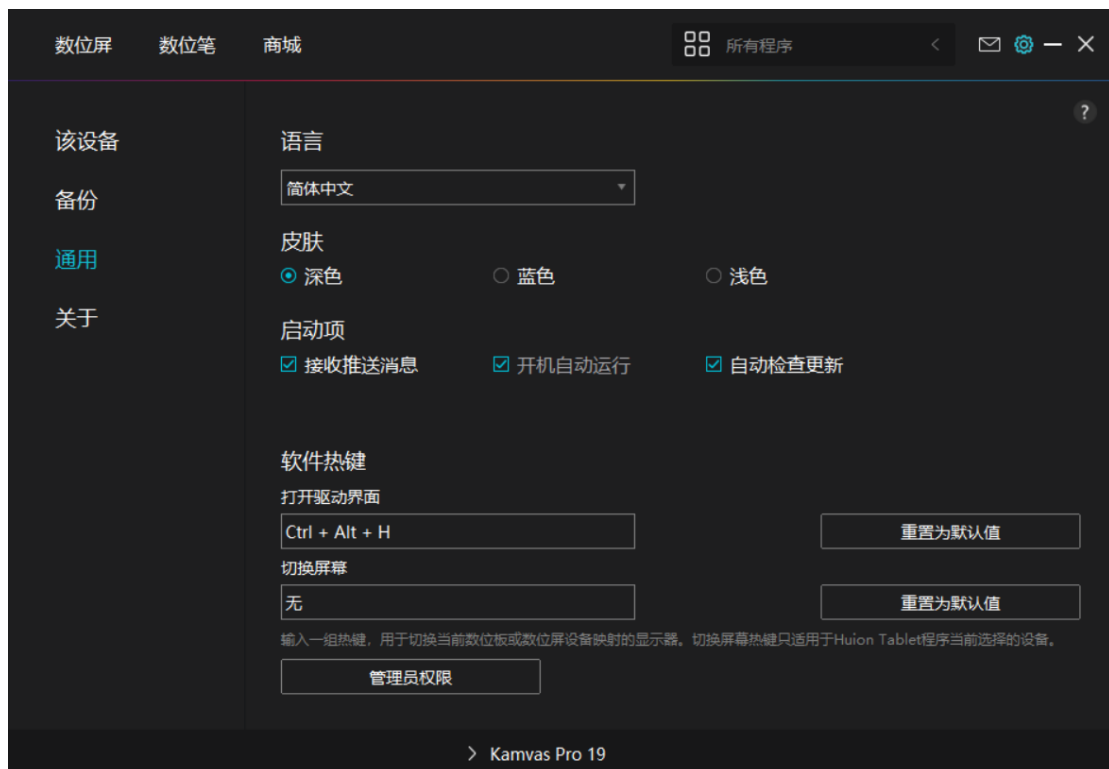 数位屏 数位笔 商城 所有程序
?
该设备
备份
通用
关于
语言
简体中文
皮肤
深色 蓝色 浅色
启动项
接收推送消息 开机自动运行 自动检查更新
软件热键
打开驱动界面
Ctrl + Alt + H 重置为默认值
切换屏幕
无 重置为默认值
输入一组热键，用于切换当前数位板或数位屏设备映射的显示器。切换屏幕热键只适用于Huion Tablet程序当前选择的设备。
管理员权限
Kamvas Pro 19